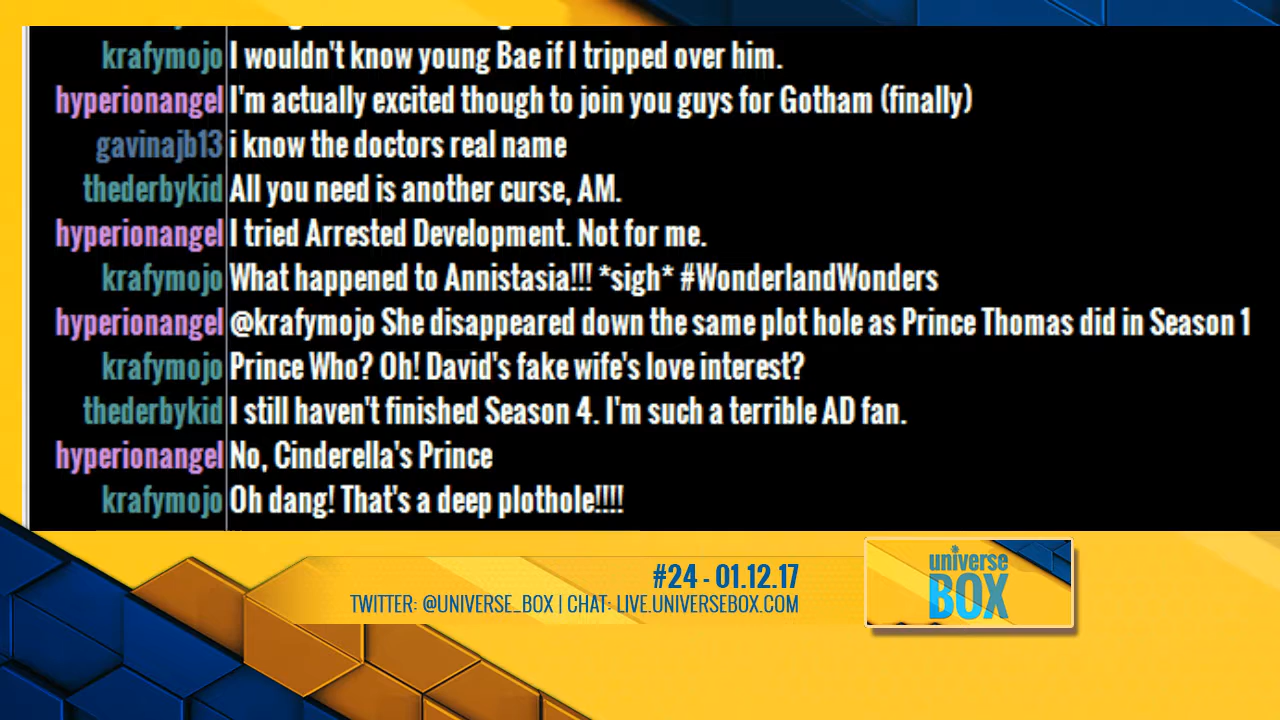 krafymojo I wouldn't know young Bae if I tripped over him.
hyperionangel I'm actually excited though to join you guys for Gotham (finally)
gavinajb13 i know the doctors real name
thederbykid All you need is another curse, AM.
hyperionangel I tried Arrested Development. Not for me.
krafymojo What happened to Annistasia!!! *sigh* #WonderlandWonders
hyperionangel @krafymojo She disappeared down the same plot hole as Prince Thomas did in Season 1
krafymojo Prince Who? Oh! David's fake wife's love interest?
thederbykid I still haven't finished Season 4. I'm such a terrible AD fan.
hyperionangel No, Cinderella's Prince
krafymojo Oh dang! That's a deep plothole!!!!
#24 - 01.12.17
TWITTER: @UNIVERSE_BOX | CHAT: LIVE.UNIVERSEBOX.COM
universe
BOX